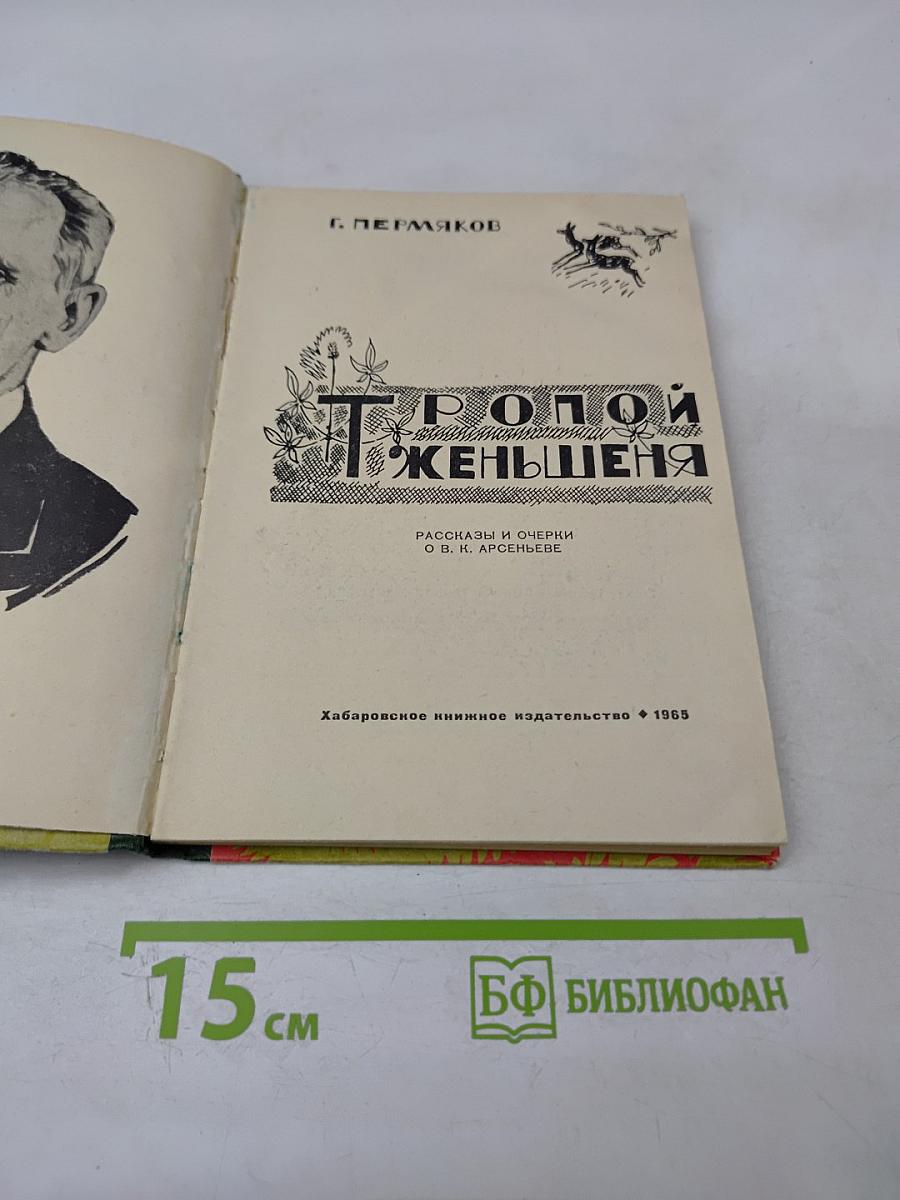 Г. ПЕРМЯКОВ
ТРОПОЙ
ЖЕНЬШЕНЯ
РАССКАЗЫ И ОЧЕРКИ
О В. К. АРСЕНЬЕВЕ
Хабаровское книжное издательство ◆ 1965
15 см
БФ БИБЛИОФАН